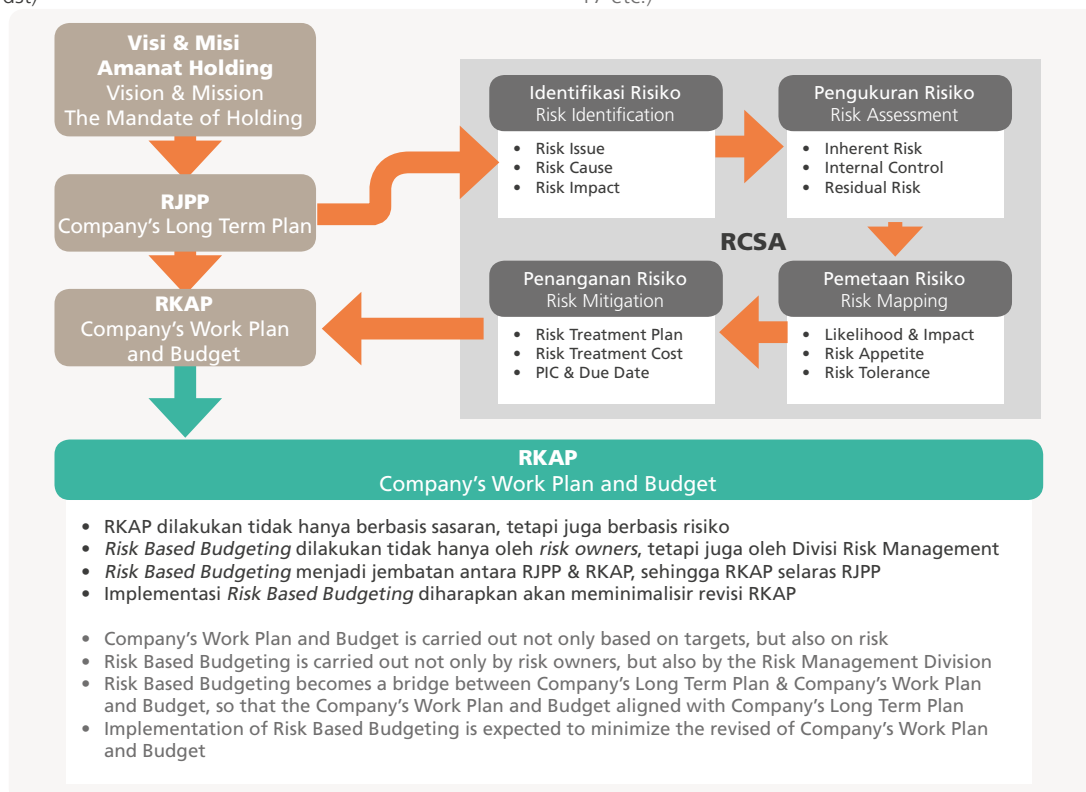 Visi & Misi
Amanat Holding
Vision & Mission
The Mandate of Holding
RJPP
Company's Long Term Plan
RKAP
Company's Work Plan
and Budget
Identifikasi Risiko
Risk Identification
• Risk Issue
• Risk Cause
• Risk Impact
Pengukuran Risiko
Risk Assessment
• Inherent Risk
• Internal Control
• Residual Risk
RCSA
Penanganan Risiko
Risk Mitigation
• Risk Treatment Plan
• Risk Treatment Cost
• PIC & Due Date
Pemetaan Risiko
Risk Mapping
• Likelihood & Impact
• Risk Appetite
• Risk Tolerance
RKAP
Company's Work Plan and Budget
• RKAP dilakukan tidak hanya berbasis sasaran, tetapi juga berbasis risiko
• Risk Based Budgeting dilakukan tidak hanya oleh risk owners, tetapi juga oleh Divisi Risk Management
• Risk Based Budgeting menjadi jembatan antara RJPP & RKAP, sehingga RKAP selaras RJPP
• Implementasi Risk Based Budgeting diharapkan akan meminimalisir revisi RKAP
• Company's Work Plan and Budget is carried out not only based on targets, but also on risk
• Risk Based Budgeting is carried out not only by risk owners, but also by the Risk Management Division
• Risk Based Budgeting becomes a bridge between Company's Long Term Plan & Company's Work Plan
and Budget, so that the Company's Work Plan and Budget aligned with Company's Long Term Plan
• Implementation of Risk Based Budgeting is expected to minimize the revised of Company's Work Plan
and Budget